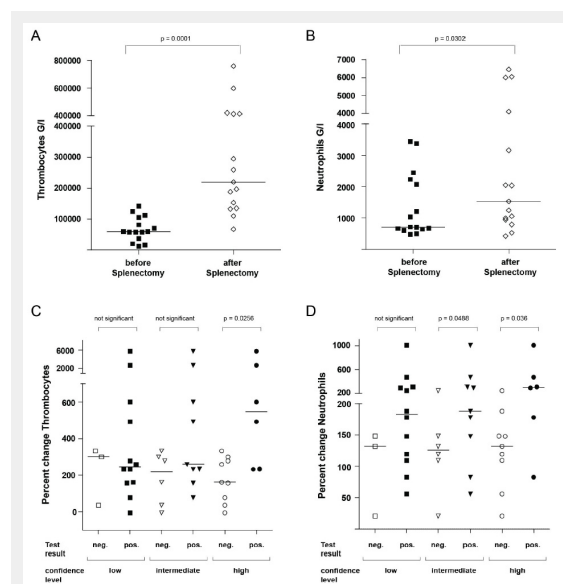 A
p = 0.0001
800000
600000
400000
Thrombocytes G/l
300000
200000
100000
before
Splenectomy
after
Splenectomy
B
p = 0.0302
7000
6000
5000
4000
Neutrophils G/l
3000
2000
1000
before
Splenectomy
after
Splenectomy
C
not significant
not significant
p = 0.0256
6000
2000
Percent change Thrombocytes
600
400
200
0
Test
result
neg.
pos.
neg.
pos.
neg.
pos.
confidence
level
low
intermediate
high
D
not significant
p = 0.0488
p = 0.036
1000
600
200
Percent change Neutrophils
200
150
100
50
Test
result
neg.
pos.
neg.
pos.
neg.
pos.
confidence
level
low
intermediate
high